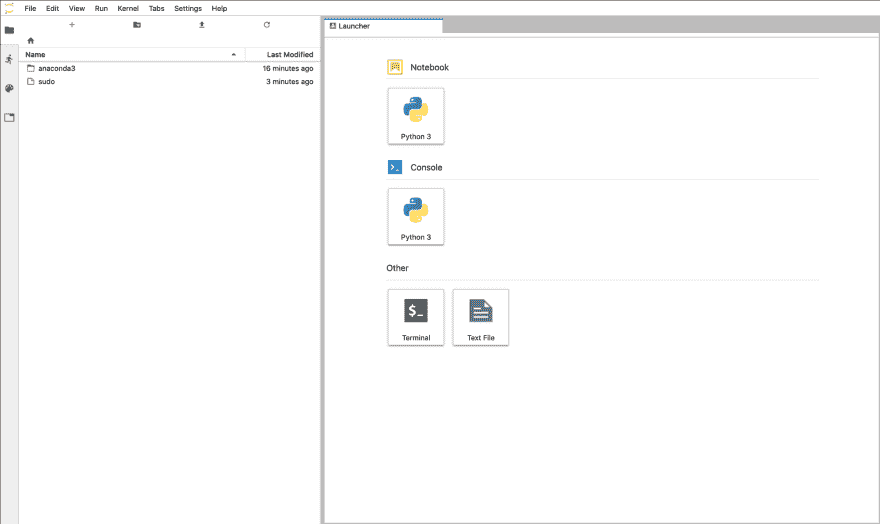 File Edit View Run Kernel Tabs Settings Help
Launcher
Name Last Modified
anaconda3 16 minutes ago
sudo 3 minutes ago
Notebook
Python 3
Console
Python 3
Other
$_
Terminal Text File